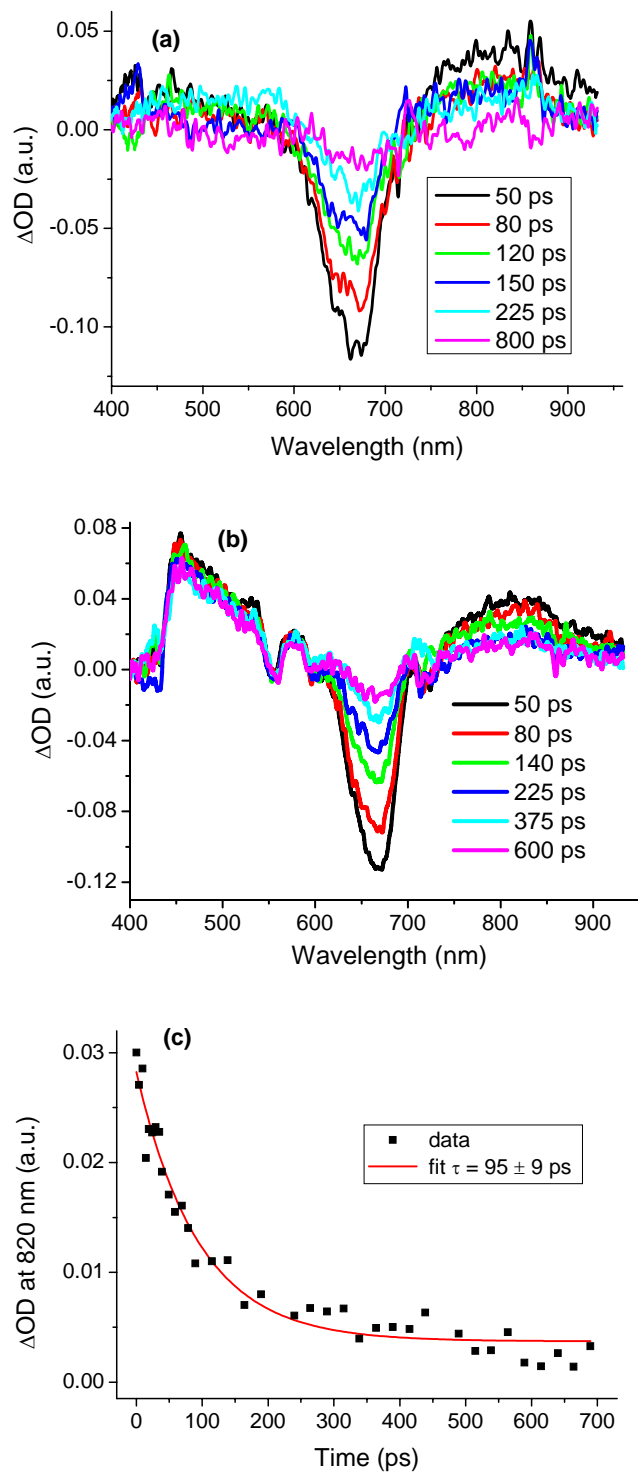 (a)
0.05
0.00
-0.05
-0.10
ΔOD (a.u.)
50 ps
80 ps
120 ps
150 ps
225 ps
800 ps
400 500 600 700 800 900
Wavelength (nm)
(b)
0.08
0.04
0.00
-0.04
-0.08
-0.12
ΔOD (a.u.)
50 ps
80 ps
140 ps
225 ps
375 ps
600 ps
400 500 600 700 800 900
Wavelength (nm)
(c)
0.03
0.02
0.01
0.00
ΔOD at 820 nm (a.u.)
data
fit τ = 95 ± 9 ps
0 100 200 300 400 500 600 700
Time (ps)